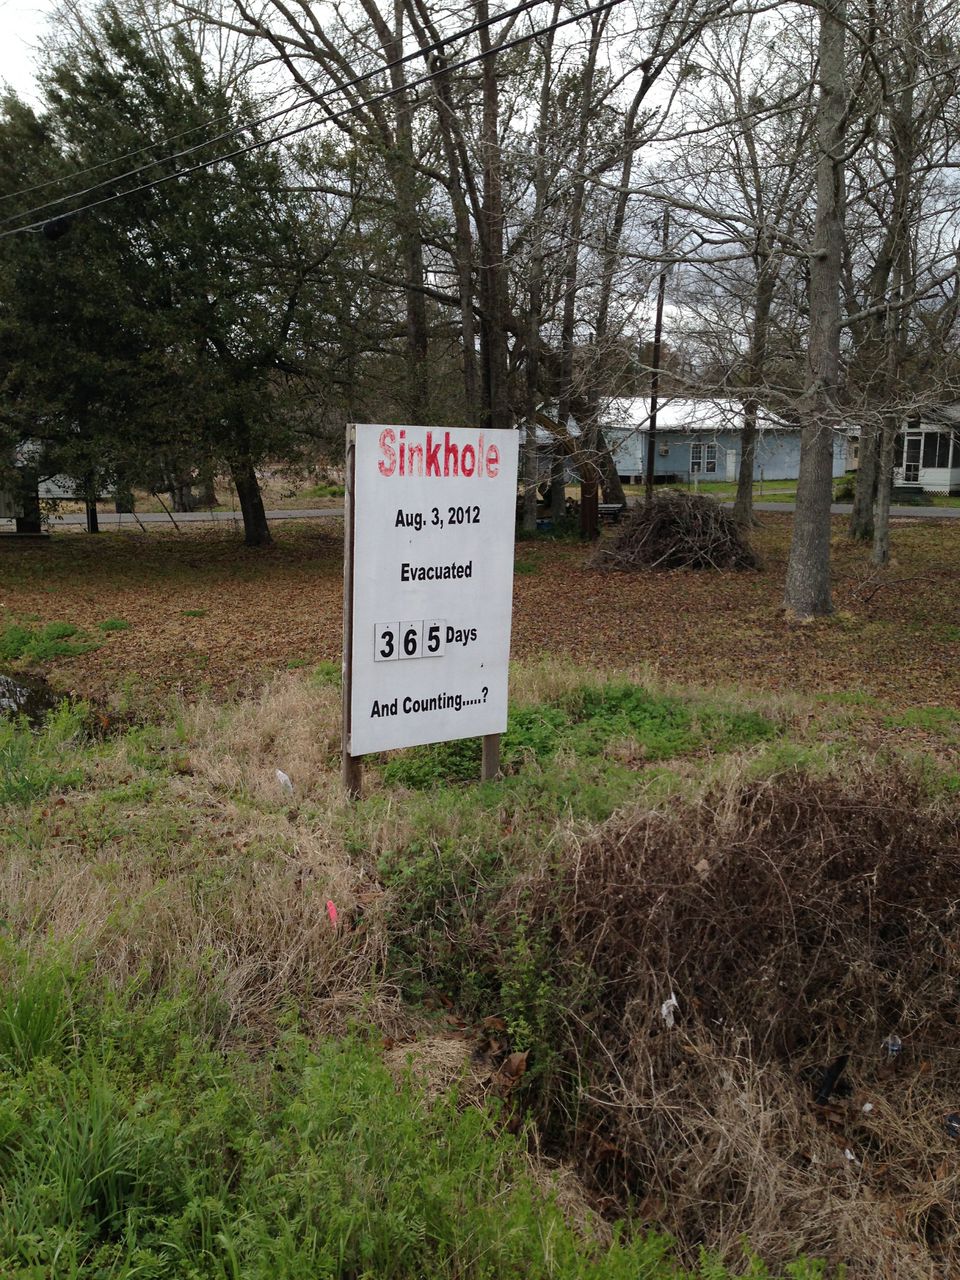 Sinkhole
Aug. 3, 2012
Evacuated
365 Days
And Counting.....?